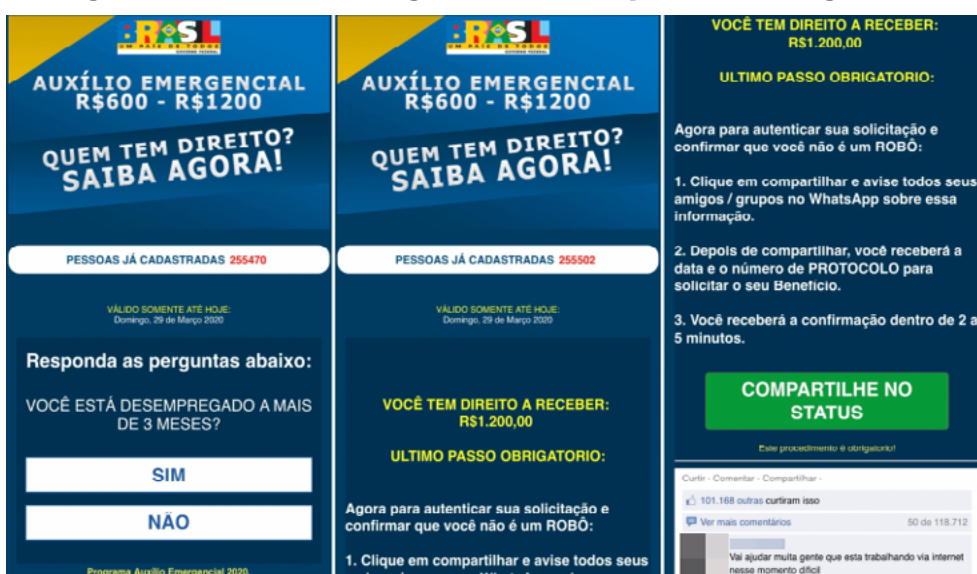 BRASIL
UM PAÍS DE TODOS
GOVERNO FEDERAL
AUXÍLIO EMERGENCIAL
R$600 - R$1200
QUEM TEM DIREITO?
SAIBA AGORA!
PESSOAS JÁ CADASTRADAS 255470
VÁLIDO SOMENTE ATÉ HOJE:
Domingo, 29 de Março 2020
Responda as perguntas abaixo:
VOCÊ ESTÁ DESEMPREGADO A MAIS
DE 3 MESES?
SIM
NÃO
Programa Auxílio Emergencial 2020.
BRASIL
UM PAÍS DE TODOS
GOVERNO FEDERAL
AUXÍLIO EMERGENCIAL
R$600 - R$1200
QUEM TEM DIREITO?
SAIBA AGORA!
PESSOAS JÁ CADASTRADAS 255502
VÁLIDO SOMENTE ATÉ HOJE:
Domingo, 29 de Março 2020
VOCÊ TEM DIREITO A RECEBER:
R$1.200,00
ULTIMO PASSO OBRIGATORIO:
Agora para autenticar sua solicitação e
confirmar que você não é um ROBÔ:
1. Clique em compartilhar e avise todos seus
VOCÊ TEM DIREITO A RECEBER:
R$1.200,00
ULTIMO PASSO OBRIGATORIO:
Agora para autenticar sua solicitação e
confirmar que você não é um ROBÔ:
1. Clique em compartilhar e avise todos seus
amigos / grupos no WhatsApp sobre essa
informação.
2. Depois de compartilhar, você receberá a
data e o número de PROTOCOLO para
solicitar o seu Benefício.
3. Você receberá a confirmação dentro de 2 a
5 minutos.
COMPARTILHE NO
STATUS
Este procedimento é obrigatorio!
Curtir - Comentar - Compartilhar -
101.168 outras curtiram isso
Ver mais comentários 50 de 118.712
Vai ajudar muita gente que esta trabalhando via internet
nesse momento dificil